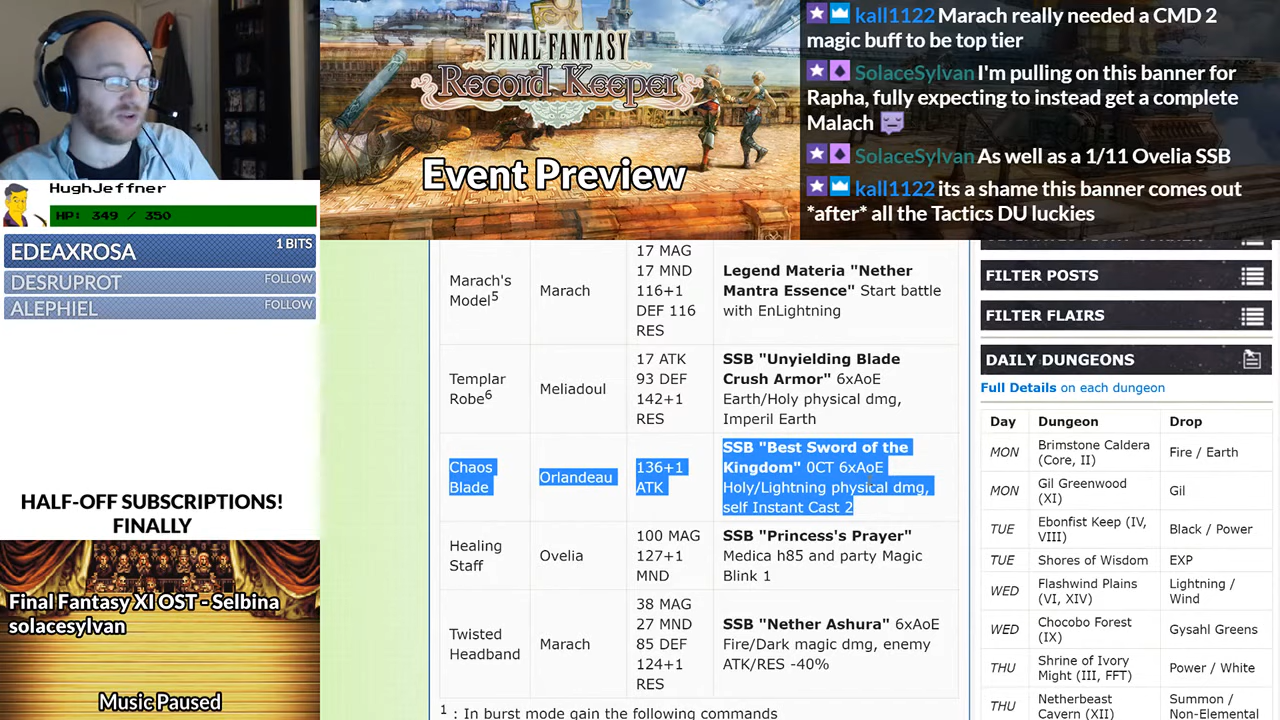 HughJeffner
HP: 349 / 350
EDEAXROSA
1 BITS
DESRUPROT
FOLLOW
ALEPHIEL
FOLLOW
HALF-OFF SUBSCRIPTIONS!
FINALLY
Final Fantasy XI OST - Selbina
solacesylvan
Music Paused
FINAL FANTASY
Record Keeper
Event Preview
kall1122 Marach really needed a CMD 2
magic buff to be top tier
SolaceSylvan I'm pulling on this banner for
Rapha, fully expecting to instead get a complete
Malach
SolaceSylvan As well as a 1/11 Ovelia SSB
kall1122 its a shame this banner comes out
*after* all the Tactics DU luckies
Marach's
Model5
Marach
17 MAG
17 MND
116+1
DEF 116
RES
Legend Materia "Nether
Mantra Essence" Start battle
with EnLightning
Templar
Robe6
Meliadoul
17 ATK
93 DEF
142+1
RES
SSB "Unyielding Blade
Crush Armor" 6xAoE
Earth/Holy physical dmg,
Imperil Earth
Chaos
Blade
Orlandeau
136+1
ATK
SSB "Best Sword of the
Kingdom" 0CT 6xAoE
Holy/Lightning physical dmg,
self Instant Cast 2
Healing
Staff
Ovelia
100 MAG
127+1
MND
SSB "Princess's Prayer"
Medica h85 and party Magic
Blink 1
Twisted
Headband
Marach
38 MAG
27 MND
85 DEF
124+1
RES
SSB "Nether Ashura" 6xAoE
Fire/Dark magic dmg, enemy
ATK/RES -40%
1 : In burst mode gain the following commands
FILTER POSTS
FILTER FLAIRS
DAILY DUNGEONS
Full Details on each dungeon
Day Dungeon Drop
MON Brimstone Caldera
(Core, II) Fire / Earth
MON Gil Greenwood
(XI) Gil
TUE Ebonfist Keep (IV,
VIII) Black / Power
TUE Shores of Wisdom EXP
WED Flashwind Plains
(VI, XIV) Lightning /
Wind
WED Chocobo Forest
(IX) Gysahl Greens
THU Shrine of Ivory
Might (III, FFT) Power / White
THU Netherbeast
Cavern (XII) Summon /
Non-Elemental